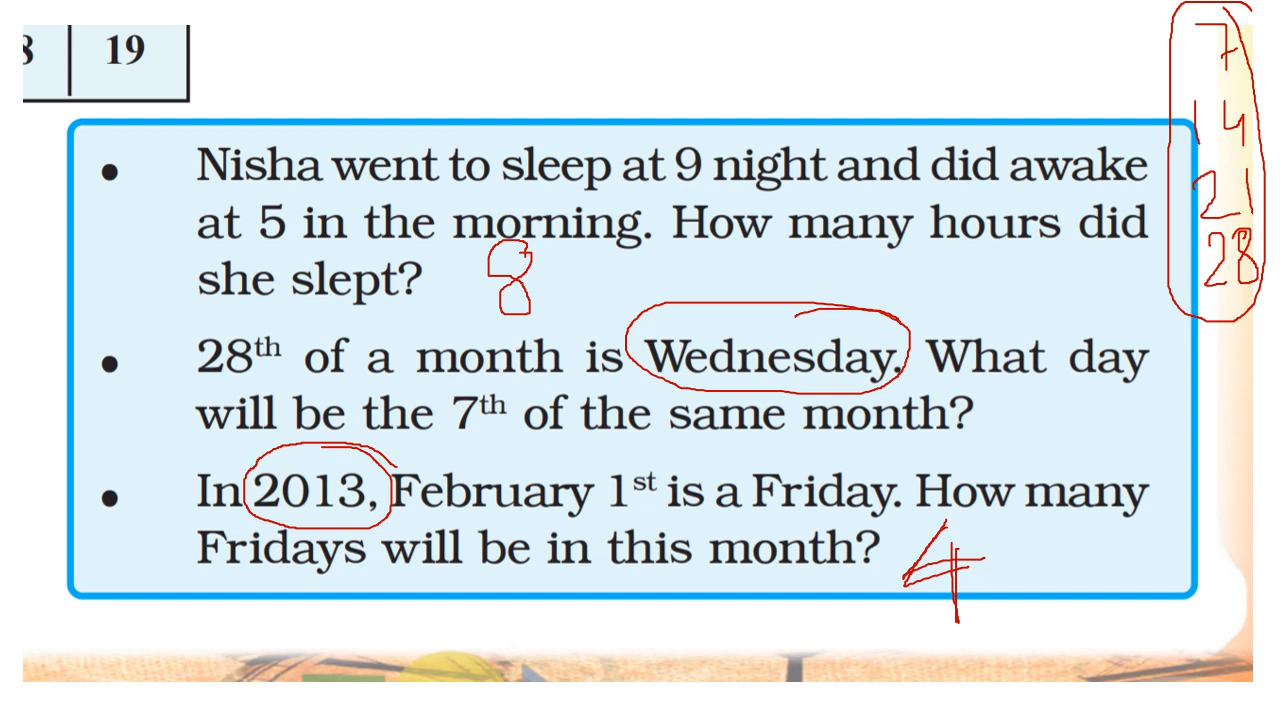 19
7
14
21
28
• Nisha went to sleep at 9 night and did awake
at 5 in the morning. How many hours did
she slept?
8
• 28th of a month is Wednesday. What day
will be the 7th of the same month?
• In 2013, February 1st is a Friday. How many
Fridays will be in this month?
4